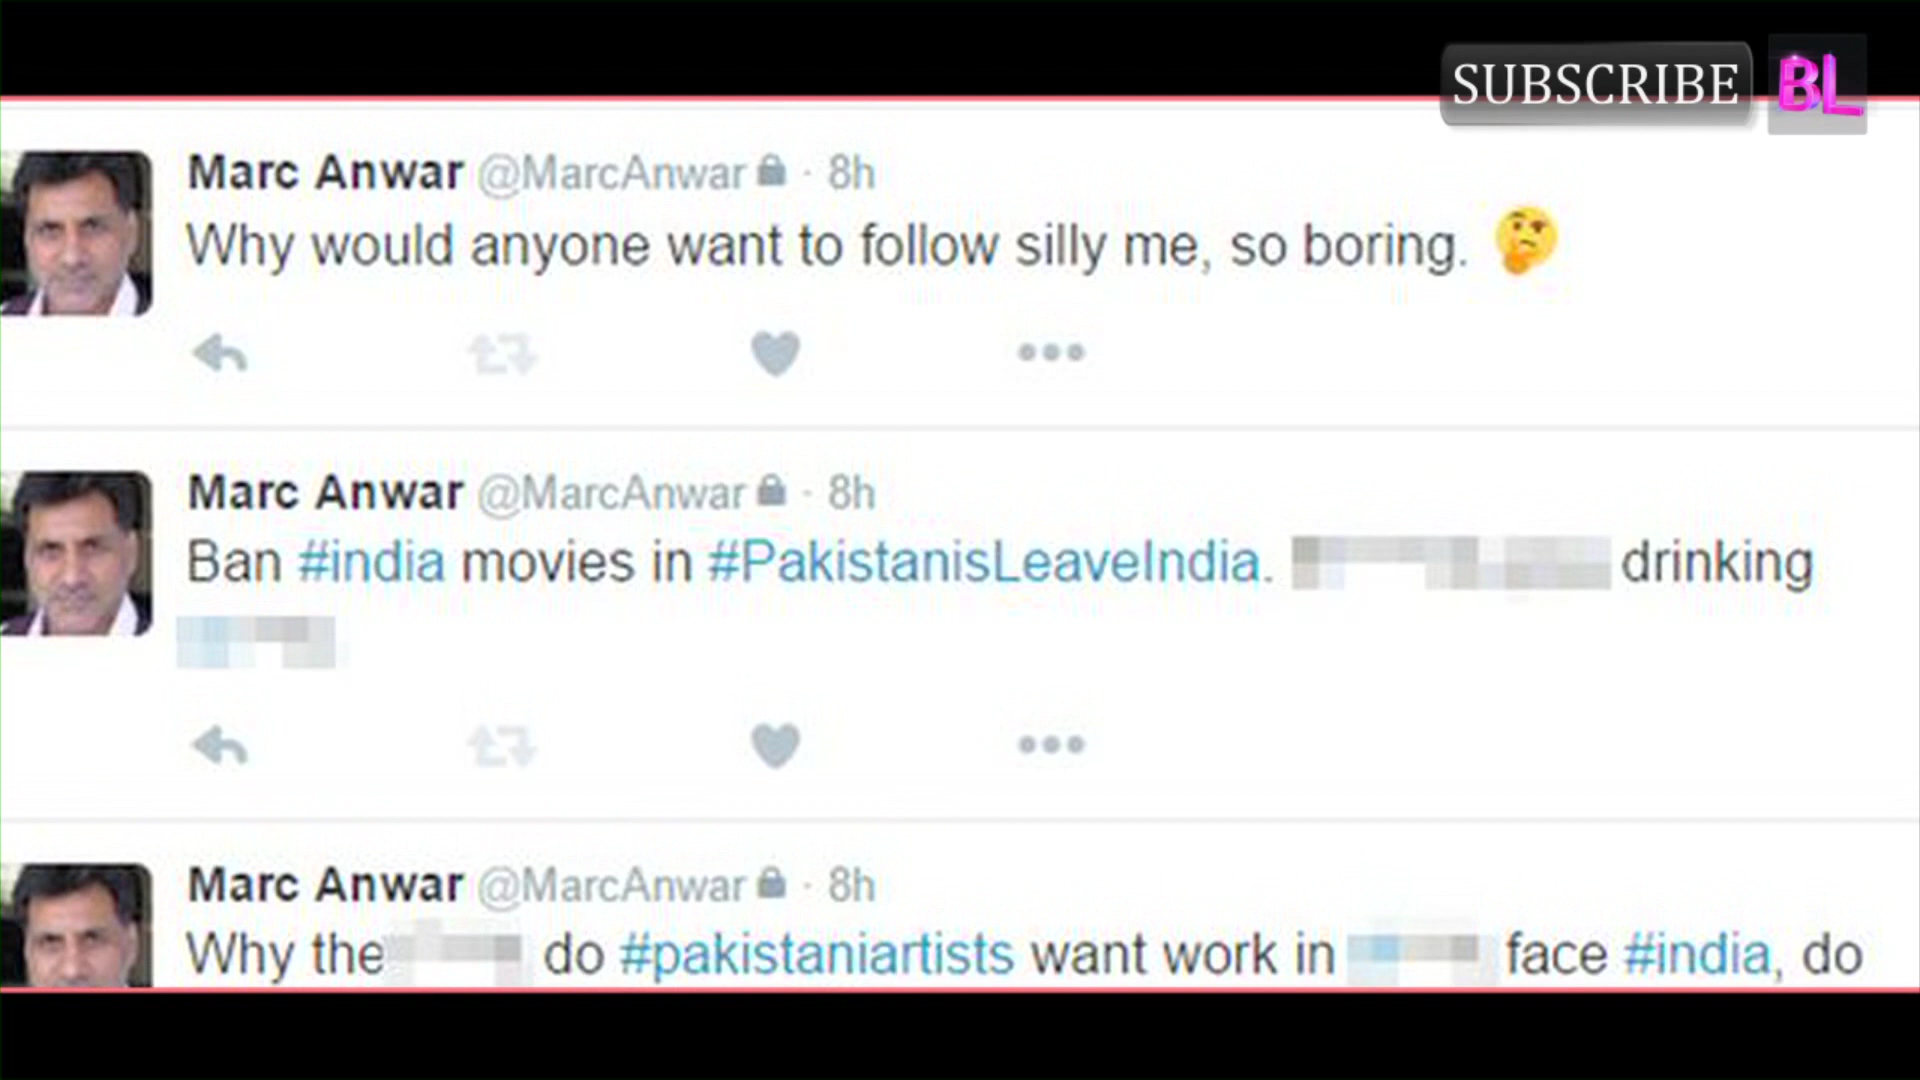 SUBSCRIBE BL
Marc Anwar @MarcAnwar · 8h
Why would anyone want to follow silly me, so boring. 🤔
Marc Anwar @MarcAnwar · 8h
Ban #india movies in #PakistanisLeaveIndia. drinking
Marc Anwar @MarcAnwar · 8h
Why the do #pakistaniartists want work in face #india, do